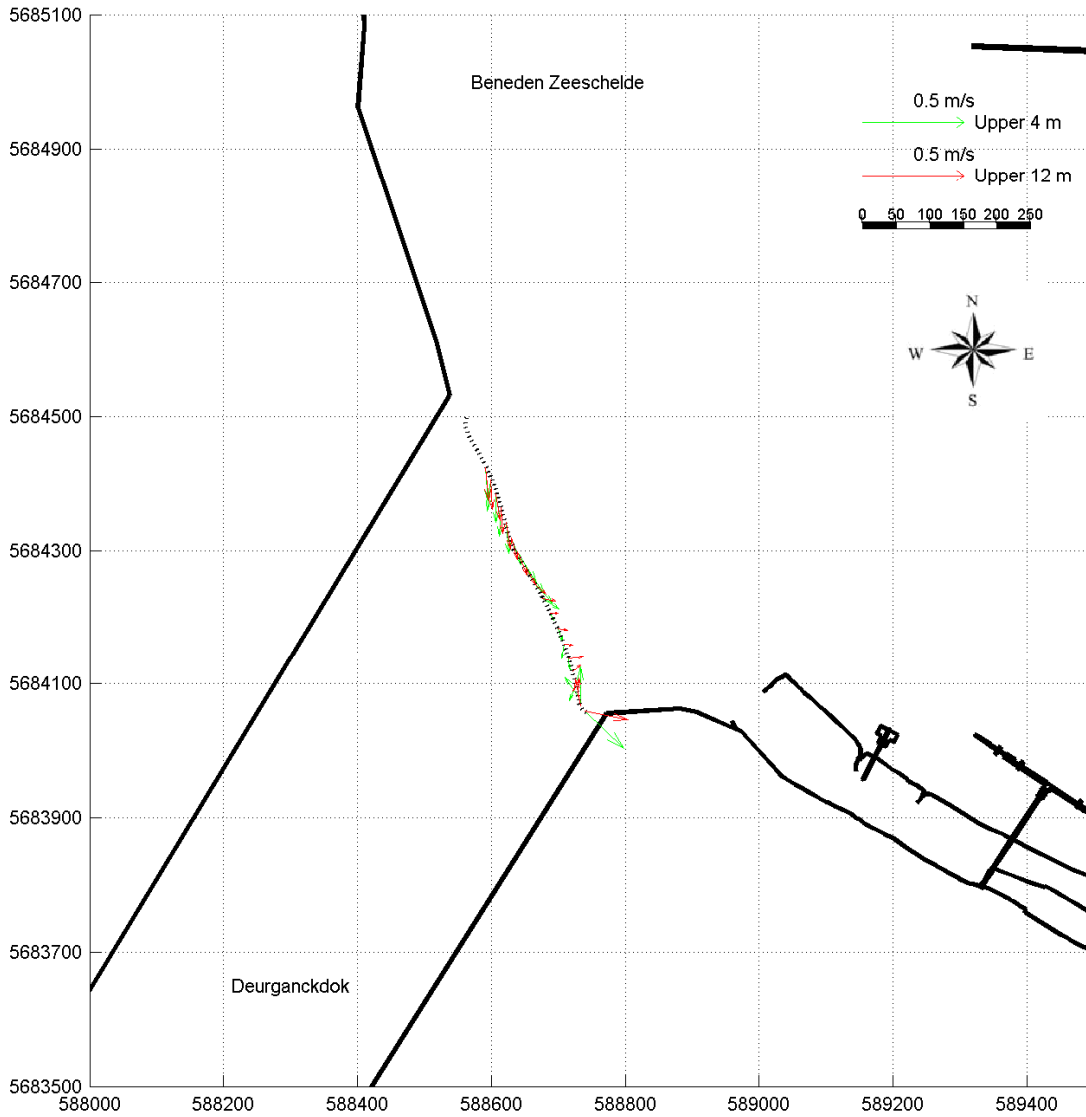 5685100
Beneden Zeeschelde
0.5 m/s
Upper 4 m
5684900
0.5 m/s
Upper 12 m
0 50 100 150 200 250
5684700
N
W E
S
5684500
5684300
5684100
5683900
5683700
Deurganckdok
5683500
588000 588200 588400 588600 588800 589000 589200 589400